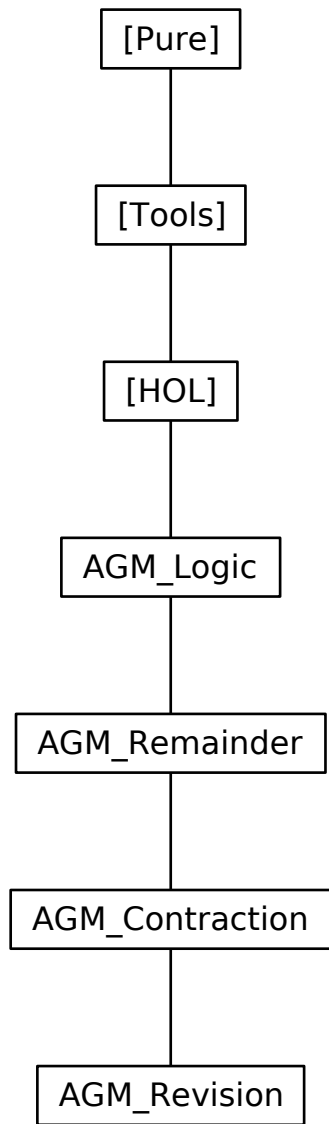 [Pure]
[Tools]
[HOL]
AGM_Logic
AGM_Remainder
AGM_Contraction
AGM_Revision